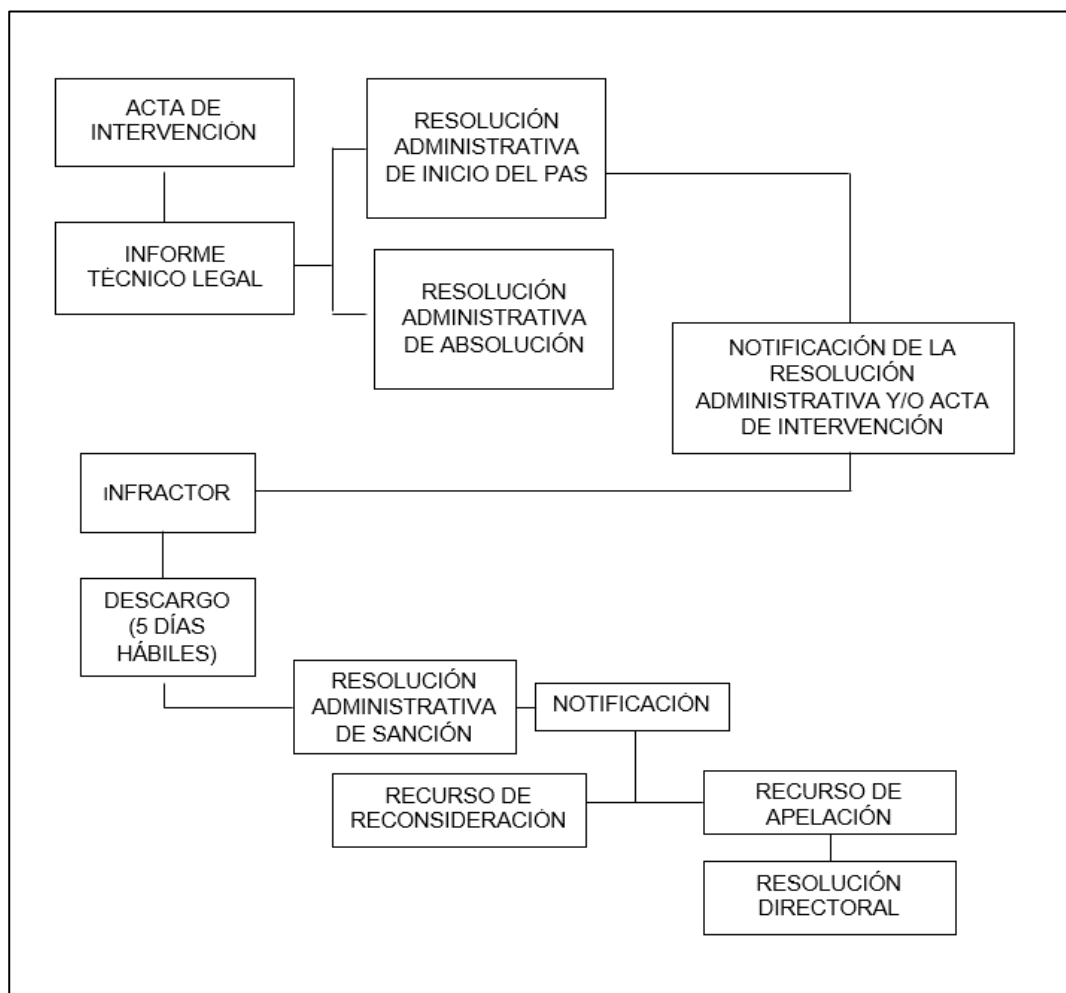 ACTA DE
INTERVENCIÓN
INFORME
TÉCNICO LEGAL
RESOLUCIÓN
ADMINISTRATIVA
DE INICIO DEL PAS
RESOLUCIÓN
ADMINISTRATIVA
DE ABSOLUCIÓN
NOTIFICACIÓN DE LA
RESOLUCIÓN
ADMINISTRATIVA Y/O ACTA
DE INTERVENCIÓN
INFRACTOR
DESCARGO
(5 DÍAS
HÁBILES)
RESOLUCIÓN
ADMINISTRATIVA
DE SANCIÓN
NOTIFICACIÓN
RECURSO DE
RECONSIDERACIÓN
RECURSO DE
APELACIÓN
RESOLUCIÓN
DIRECTORAL